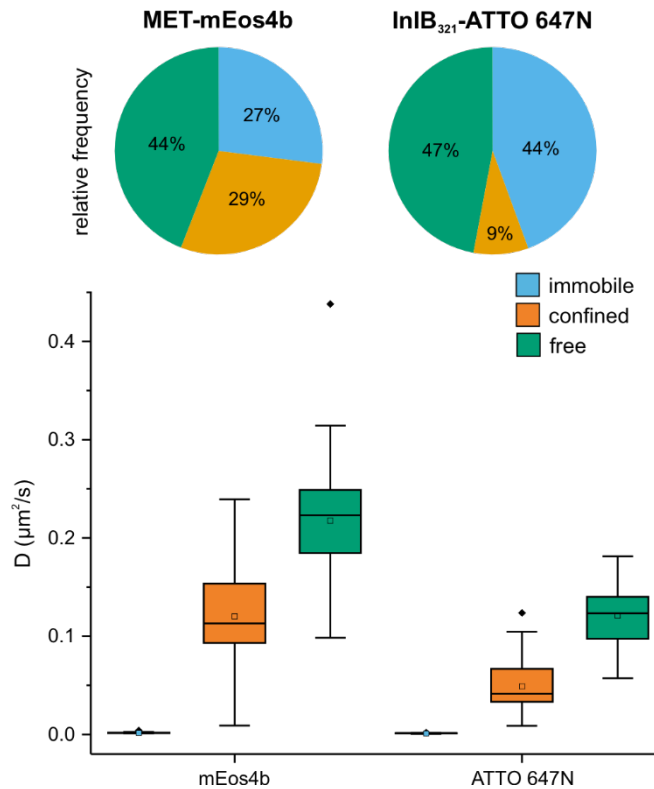 MET-mEos4b
InlB₃₂₁-ATTO 647N
relative frequency
44%
27%
29%
47%
44%
9%
immobile
confined
free
D (µm²/s)
0.4
0.3
0.2
0.1
0.0
mEos4b
ATTO 647N